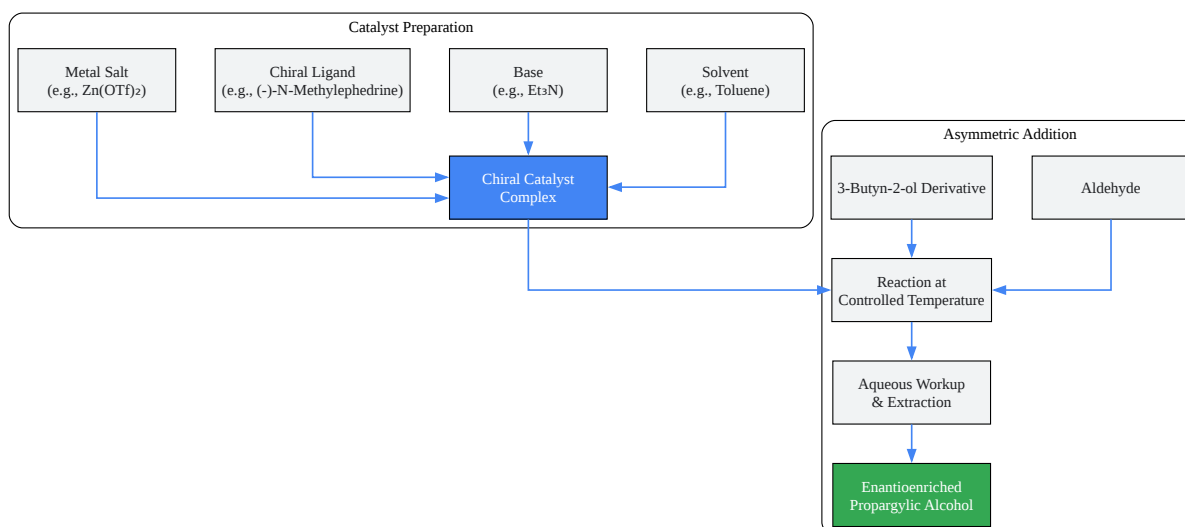 Catalyst Preparation
Metal Salt
(e.g., Zn(OTf)₂)
Chiral Ligand
(e.g., (-)-N-Methylephedrine)
Base
(e.g., Et₃N)
Solvent
(e.g., Toluene)
Chiral Catalyst
Complex
Asymmetric Addition
3-Butyn-2-ol Derivative
Aldehyde
Reaction at
Controlled Temperature
Aqueous Workup
& Extraction
Enantioenriched
Propargylic Alcohol